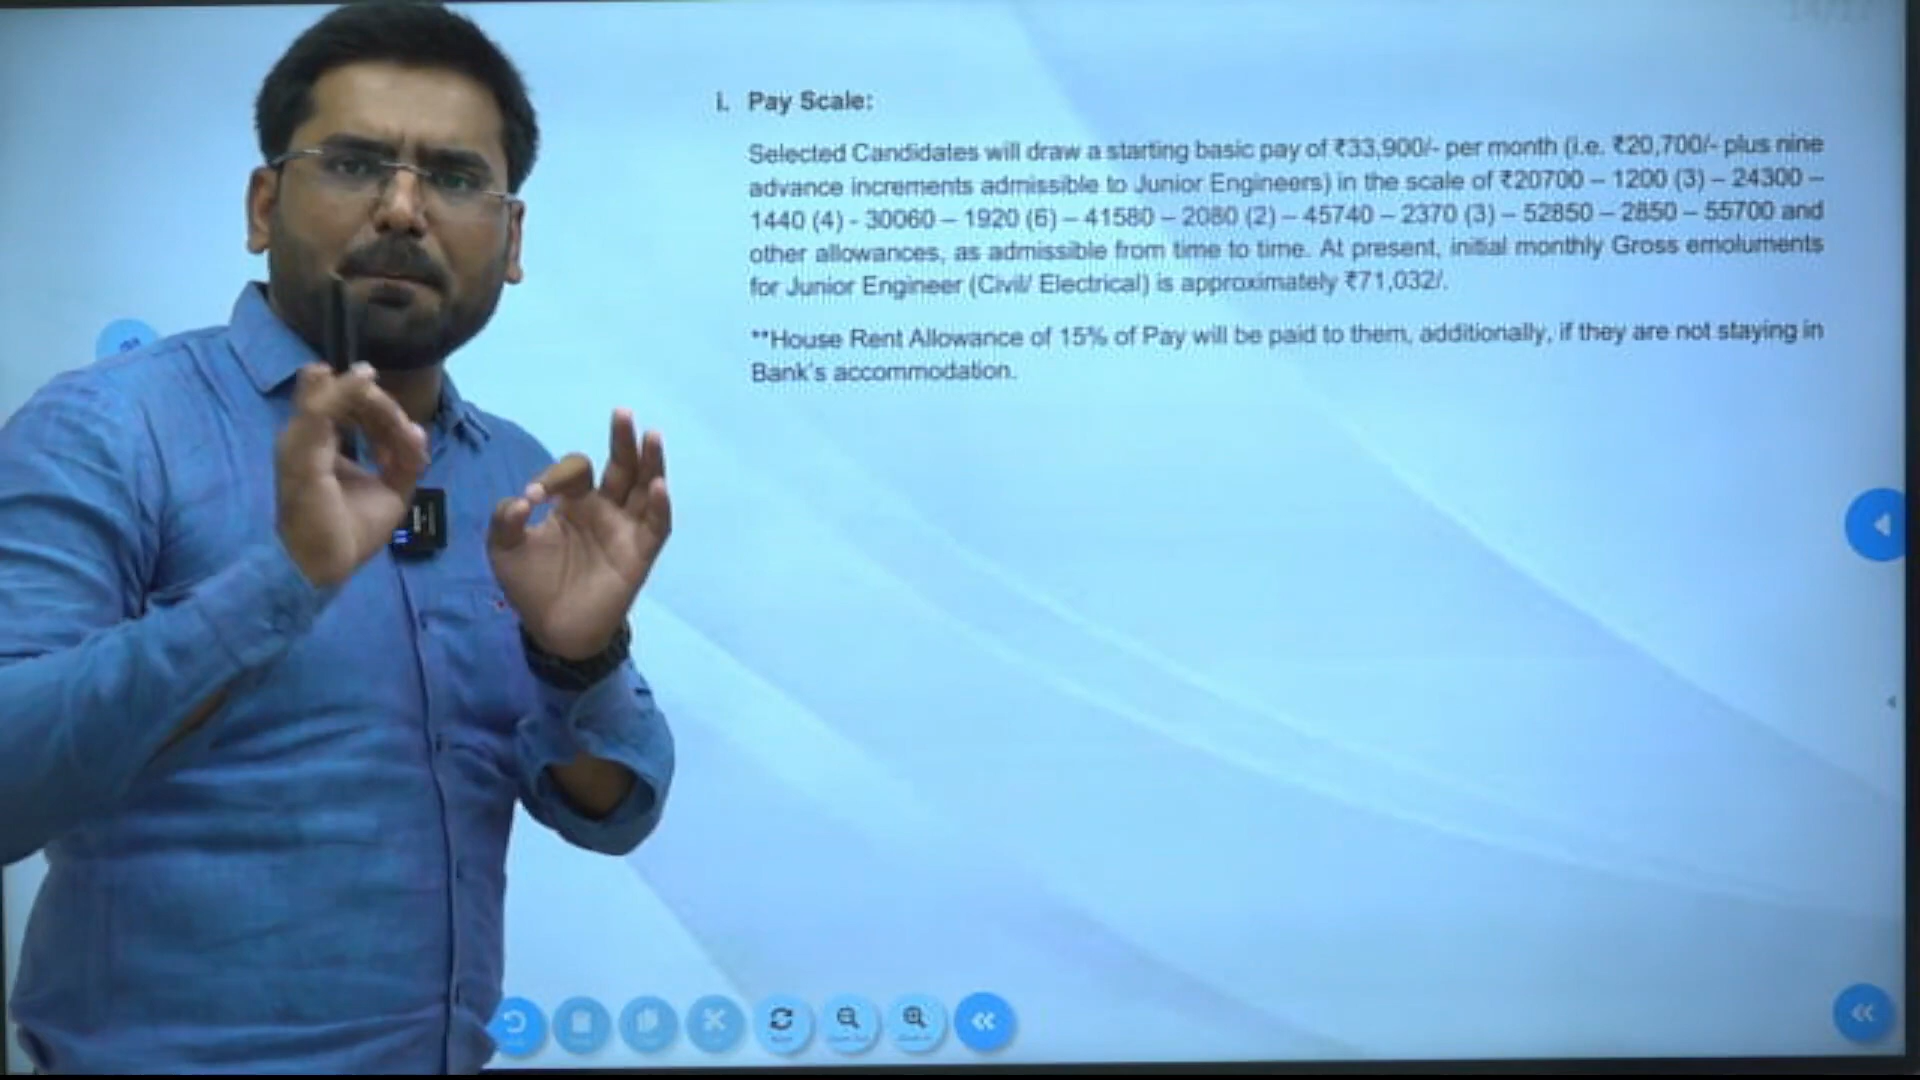 i. Pay Scale:
Selected Candidates will draw a starting basic pay of ₹33,900/- per month (i.e. ₹20,700/- plus nine
advance increments admissible to Junior Engineers) in the scale of ₹20700 – 1200 (3) – 24300 –
1440 (4) - 30060 – 1920 (6) – 41580 – 2080 (2) – 45740 – 2370 (3) – 52850 – 2850 – 55700 and
other allowances, as admissible from time to time. At present, initial monthly Gross emoluments
for Junior Engineer (Civil/ Electrical) is approximately ₹71,032/.
**House Rent Allowance of 15% of Pay will be paid to them, additionally, if they are not staying in
Bank's accommodation.